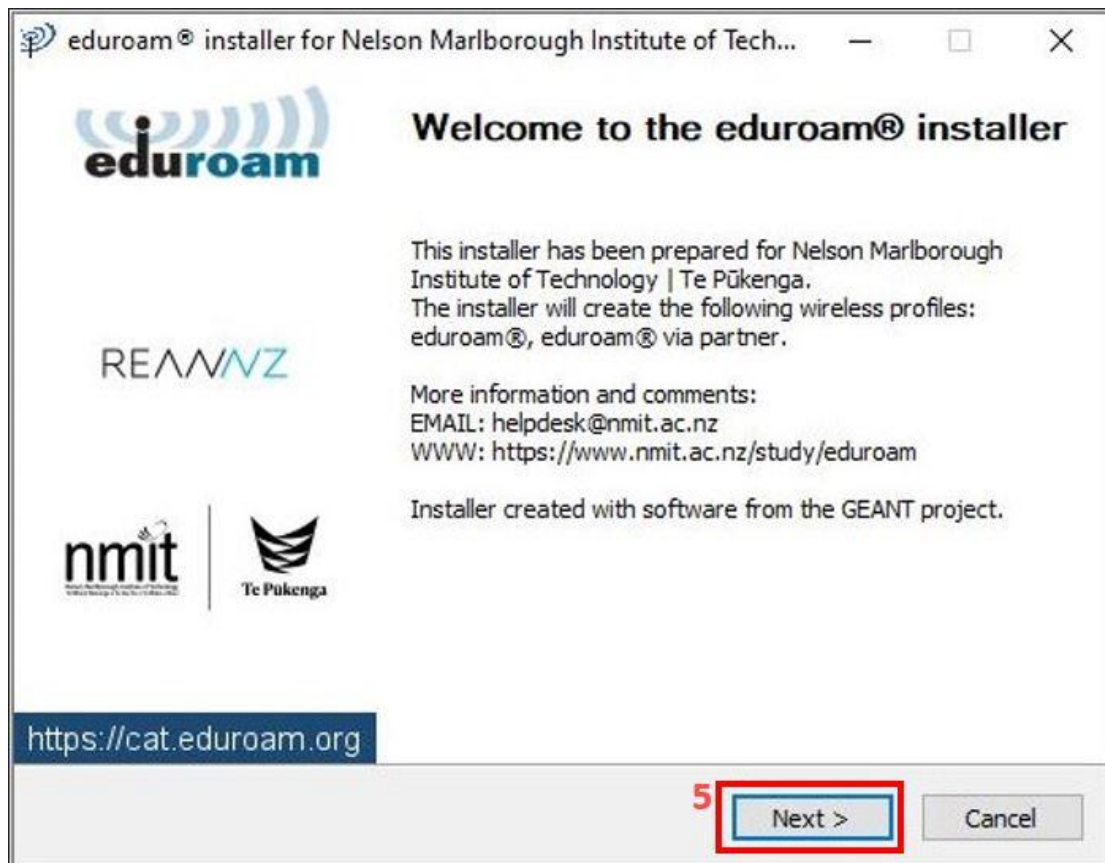 eduroam® installer for Nelson Marlborough Institute of Tech...
eduroam
Welcome to the eduroam® installer
This installer has been prepared for Nelson Marlborough
Institute of Technology | Te Pūkenga.
The installer will create the following wireless profiles:
eduroam®, eduroam® via partner.
REANNZ
More information and comments:
EMAIL: helpdesk@nmit.ac.nz
WWW: https://www.nmit.ac.nz/study/eduroam
Installer created with software from the GEANT project.
nmit
Te Pūkenga
https://cat.eduroam.org
5
Next >
Cancel